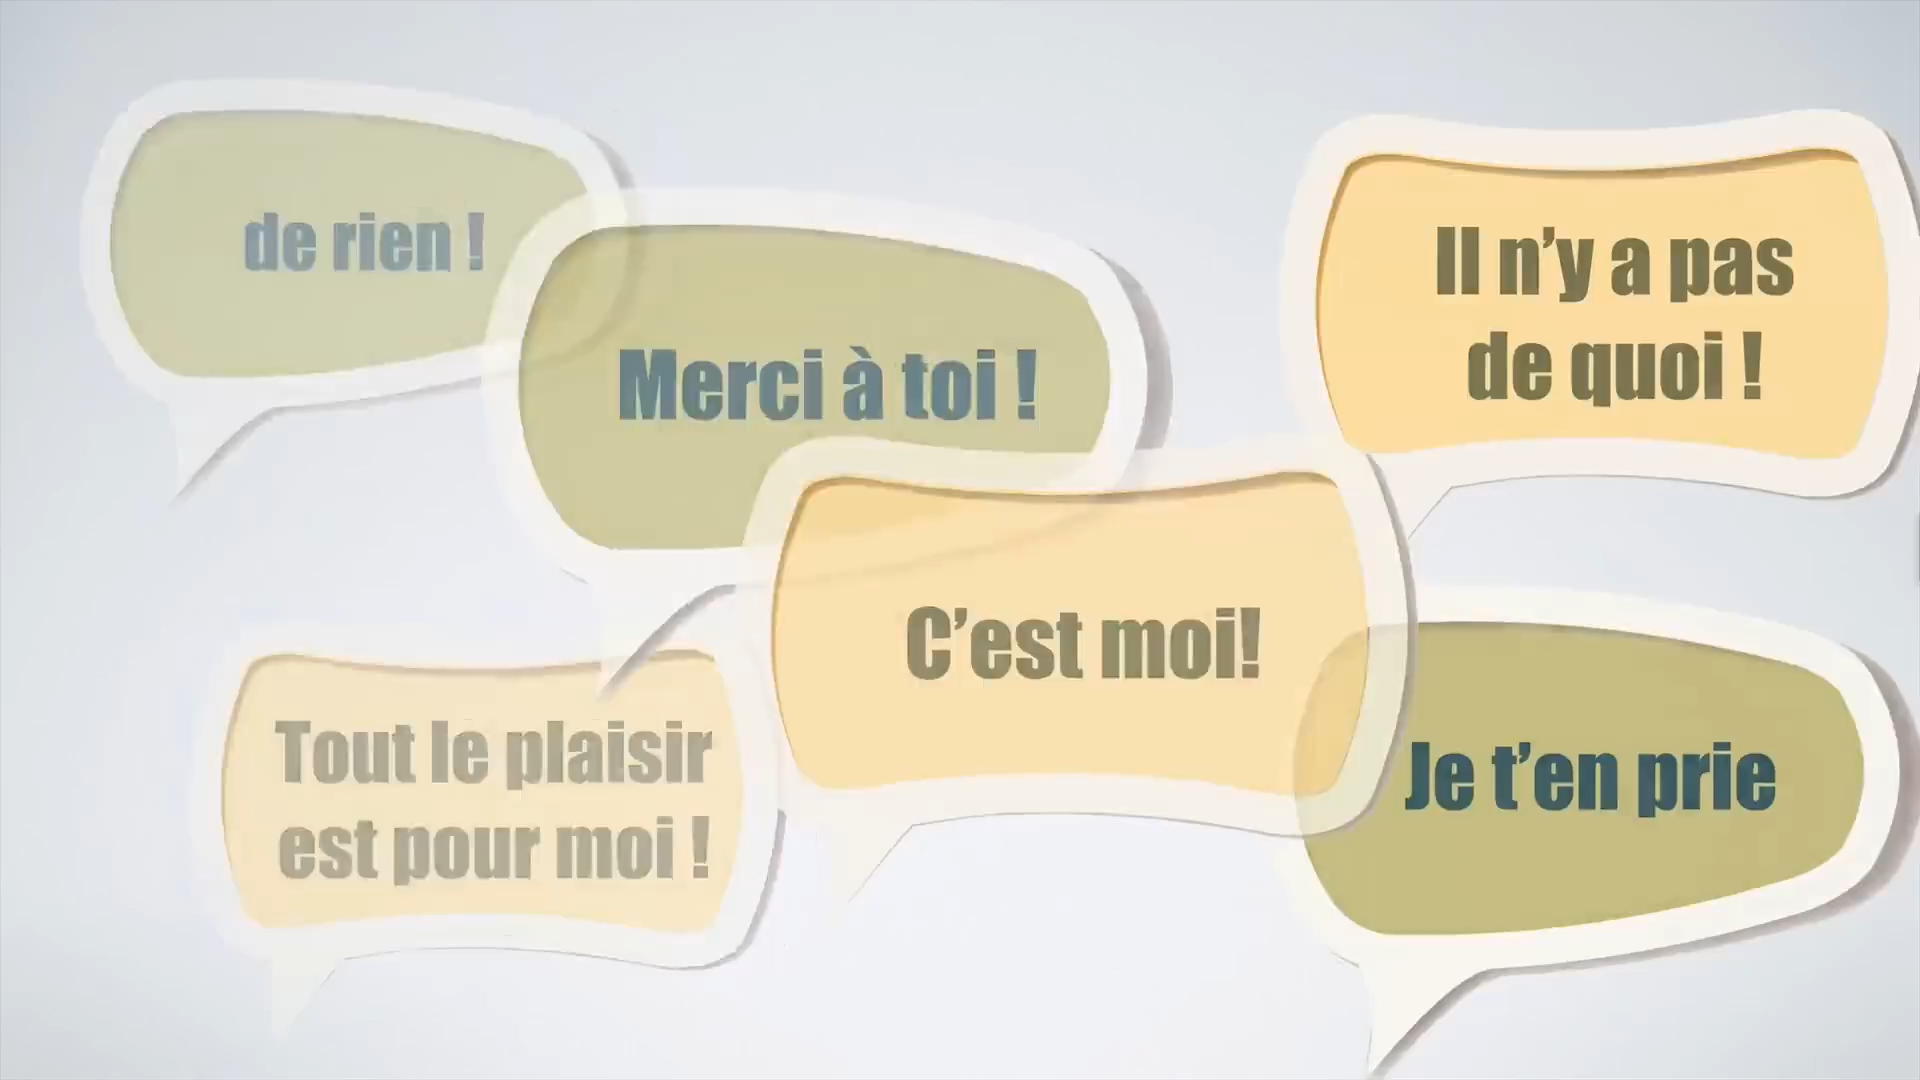 de rien !
Merci à toi !
Il n’y a pas
de quoi !
C’est moi!
Tout le plaisir
est pour moi !
Je t’en prie